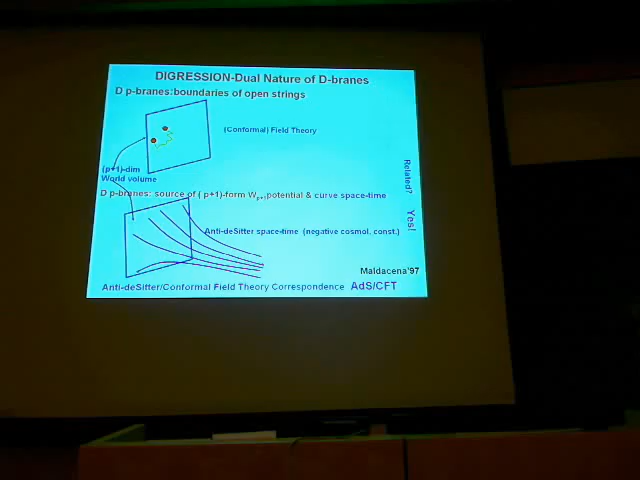 DIGRESSION-Dual Nature of D-branes
D p-branes:boundaries of open strings
(Conformal) Field Theory
(p+1)-dim
World volume
Related? Yes!
D p-branes: source of ( p+1)-form Wp+1 potential & curve space-time
Anti-deSitter space-time (negative cosmol. const.)
Maldacena'97
Anti-deSitter/Conformal Field Theory Correspondence AdS/CFT